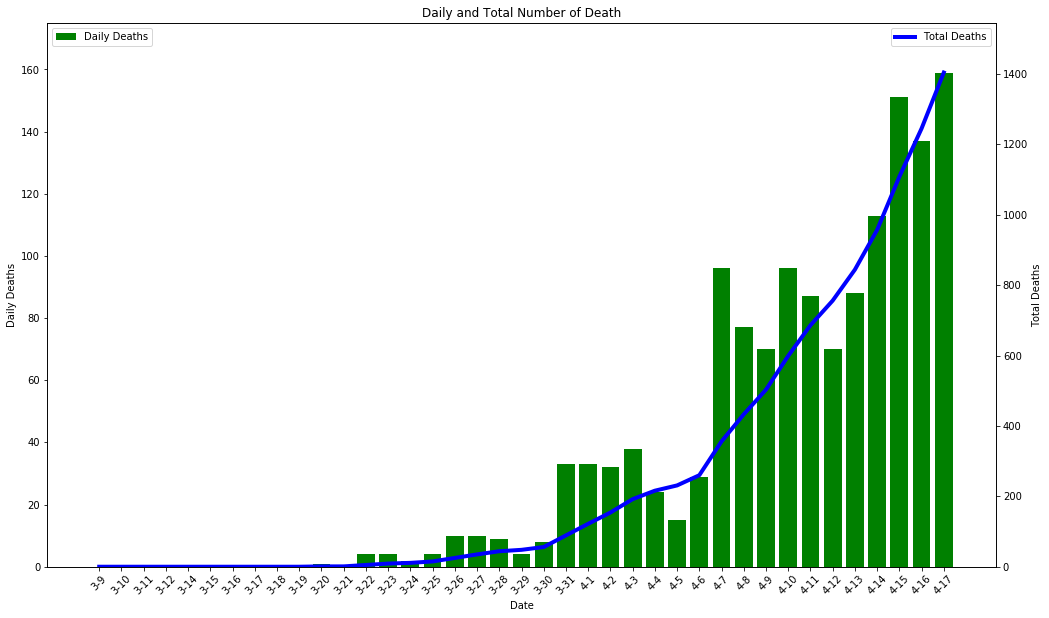 Daily and Total Number of Death
Daily Deaths
Total Deaths
160
140
120
100
80
60
40
20
0
Daily Deaths
1400
1200
1000
800
600
400
200
0
Total Deaths
3-9 3-10 3-11 3-12 3-14 3-15 3-16 3-17 3-18 3-19 3-20 3-21 3-22 3-23 3-24 3-25 3-26 3-27 3-28 3-29 3-30 3-31 4-1 4-2 4-3 4-4 4-5 4-6 4-7 4-8 4-9 4-10 4-11 4-12 4-13 4-14 4-15 4-16 4-17
Date